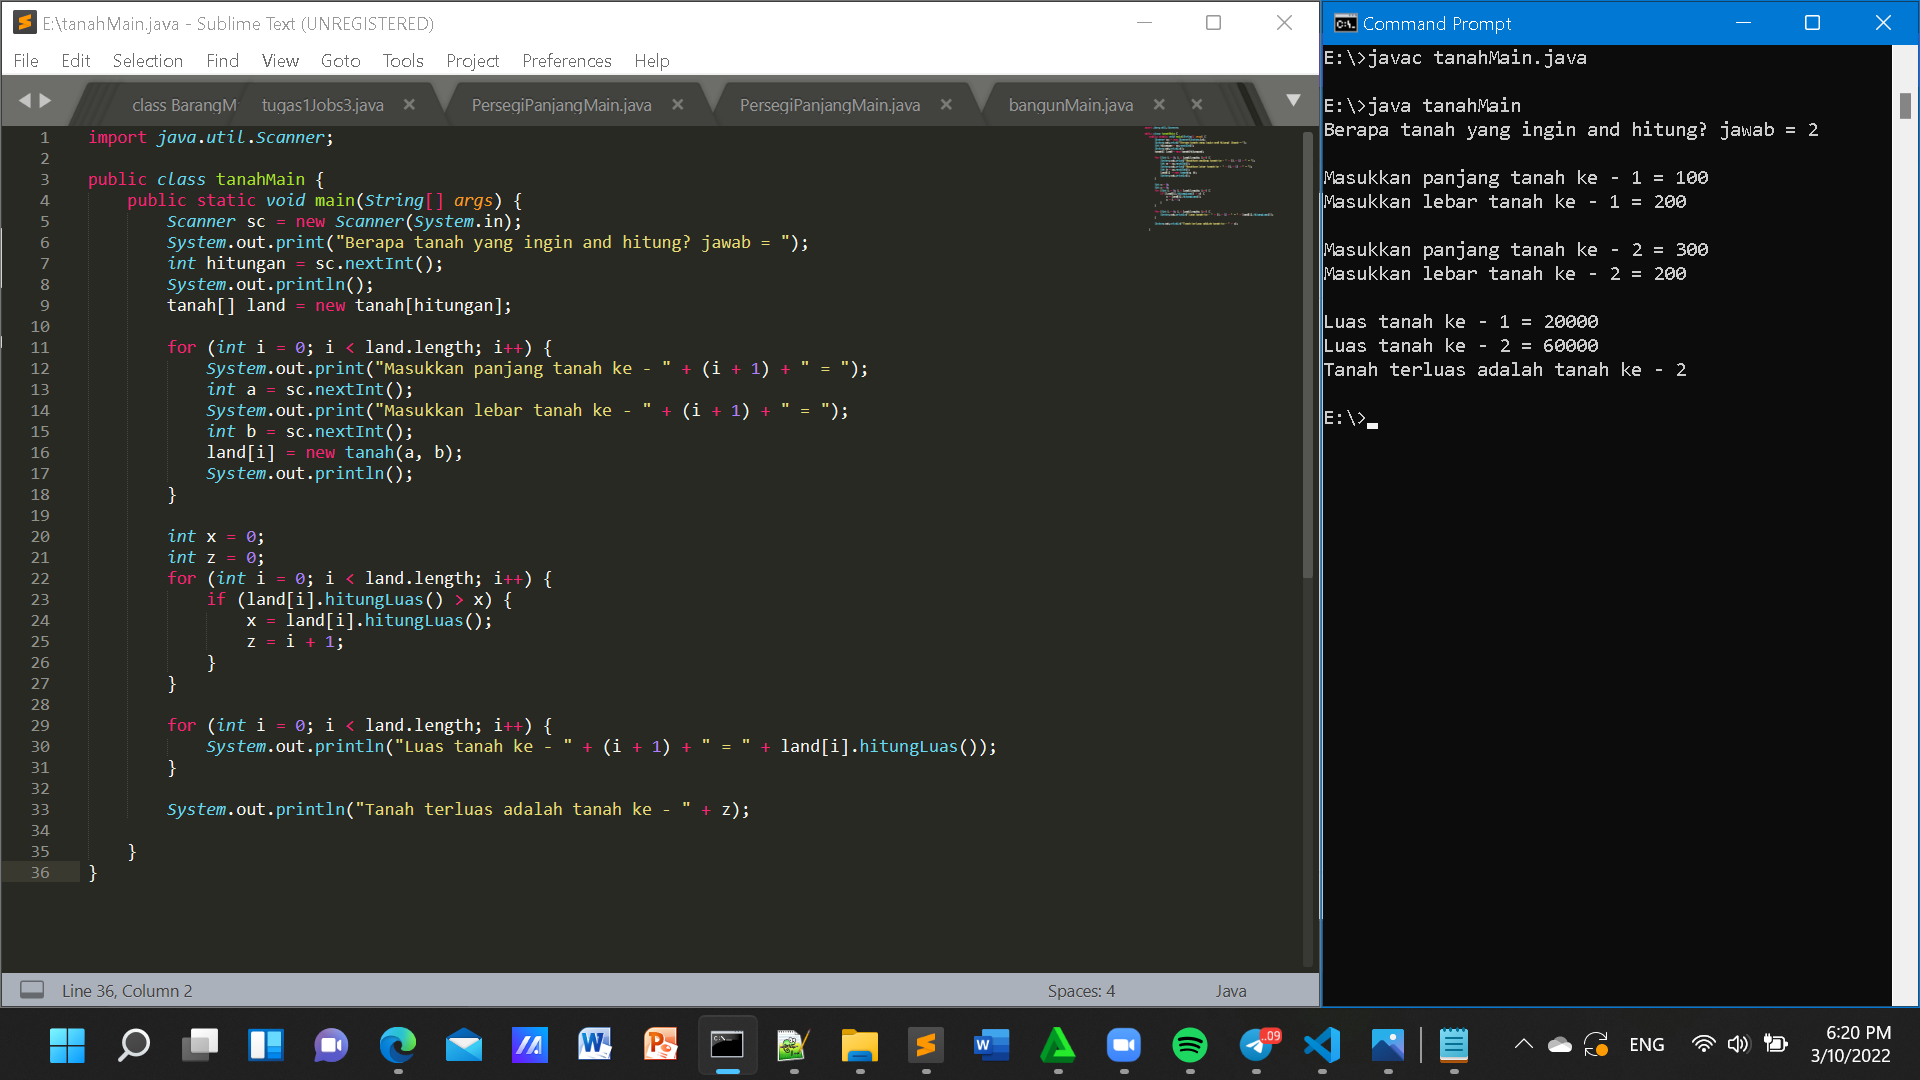 E:\tanahMain.java - Sublime Text (UNREGISTERED)
File Edit Selection Find View Goto Tools Project Preferences Help
class BarangM tugas1Jobs3.java PersegiPanjangMain.java PersegiPanjangMain.java bangunMain.java
1 import java.util.Scanner;
2
3 public class tanahMain {
4 public static void main(String[] args) {
5 Scanner sc = new Scanner(System.in);
6 System.out.print("Berapa tanah yang ingin and hitung? jawab = ");
7 int hitungan = sc.nextInt();
8 System.out.println();
9 tanah[] land = new tanah[hitungan];
10
11 for (int i = 0; i < land.length; i++) {
12 System.out.print("Masukkan panjang tanah ke - " + (i + 1) + " = ");
13 int a = sc.nextInt();
14 System.out.print("Masukkan lebar tanah ke - " + (i + 1) + " = ");
15 int b = sc.nextInt();
16 land[i] = new tanah(a, b);
17 System.out.println();
18 }
19
20 int x = 0;
21 int z = 0;
22 for (int i = 0; i < land.length; i++) {
23 if (land[i].hitungLuas() > x) {
24 x = land[i].hitungLuas();
25 z = i + 1;
26 }
27 }
28
29 for (int i = 0; i < land.length; i++) {
30 System.out.println("Luas tanah ke - " + (i + 1) + " = " + land[i].hitungLuas());
31 }
32
33 System.out.println("Tanah terluas adalah tanah ke - " + z);
34
35 }
36 }
Line 36, Column 2 Spaces: 4 Java
Command Prompt
E:\>javac tanahMain.java
E:\>java tanahMain
Berapa tanah yang ingin and hitung? jawab = 2
Masukkan panjang tanah ke - 1 = 100
Masukkan lebar tanah ke - 1 = 200
Masukkan panjang tanah ke - 2 = 300
Masukkan lebar tanah ke - 2 = 200
Luas tanah ke - 1 = 20000
Luas tanah ke - 2 = 60000
Tanah terluas adalah tanah ke - 2
E:\>
ENG
6:20 PM
3/10/2022